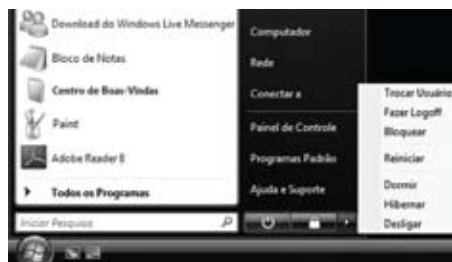 Download do Windows Live Messenger
Bloco de Notas
Centro de Boas-Vindas
Paint
Adobe Reader 8
Todos os Programas
Iniciar Pesquisa
Computador
Rede
Conectar a
Painel de Controle
Programas Padrão
Ajuda e Suporte
Trocar Usuário
Fazer Logoff
Bloquear
Reiniciar
Dormir
Hibernar
Desligar